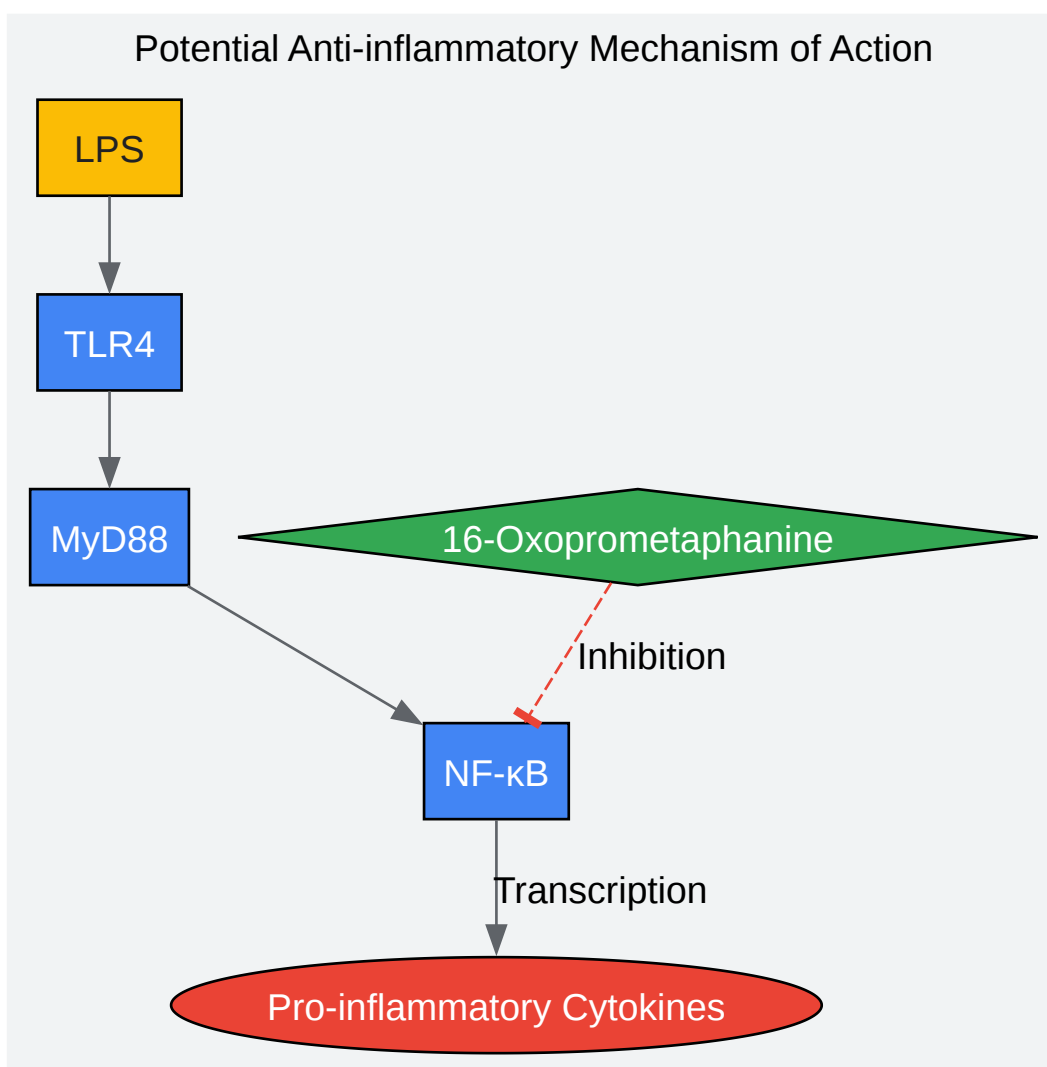 Potential Anti-inflammatory Mechanism of Action
LPS
TLR4
MyD88
16-Oxoprometaphanine
Inhibition
NF-κB
Transcription
Pro-inflammatory Cytokines